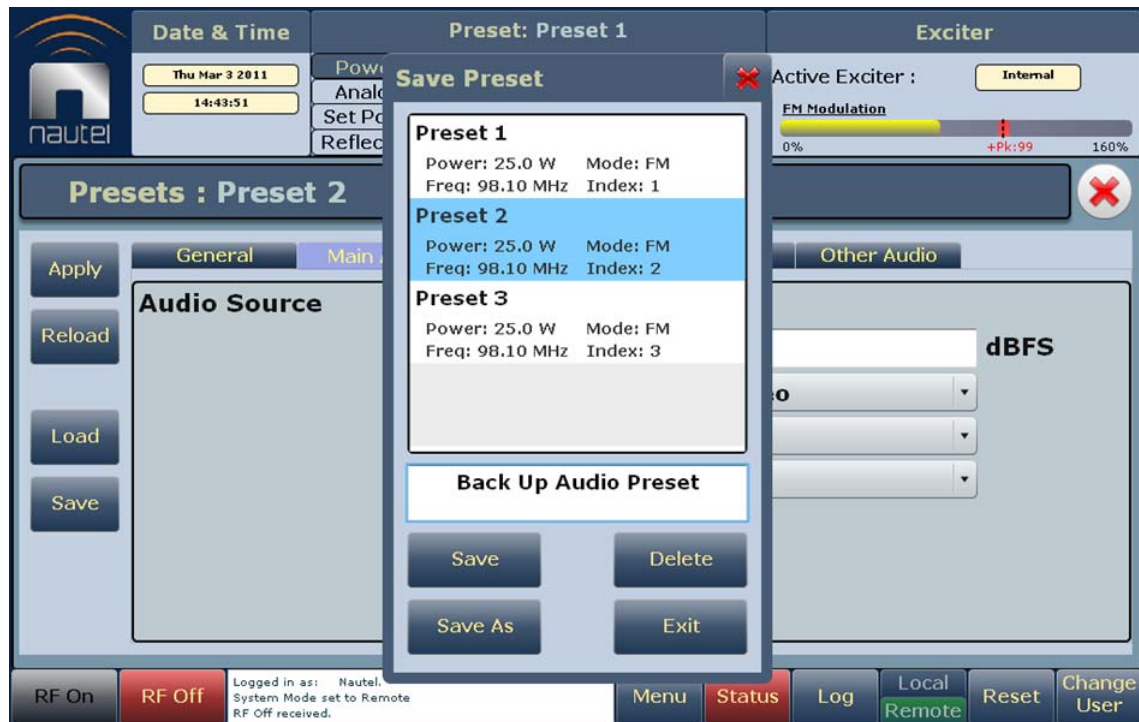 Date & Time
Preset: Preset 1
Exciter
nautel
Thu Mar 3 2011
14:43:51
Set
Save Preset
Active Exciter :
Internal
FM Modulation
0%
+Pk:99
160%
Presets : Preset 2
Apply
Reload
Load
Save
General
Main
Other Audio
Audio Source
dBFS
Preset 1
Power: 25.0 W Mode: FM
Freq: 98.10 MHz Index: 1
Preset 2
Power: 25.0 W Mode: FM
Freq: 98.10 MHz Index: 2
Preset 3
Power: 25.0 W Mode: FM
Freq: 98.10 MHz Index: 3
Back Up Audio Preset
Save
Delete
Save As
Exit
RF On
RF Off
Logged in as: Nautel.
System Mode set to Remote
RF Off received.
Menu
Status
Log
Local
Remote
Reset
Change
User